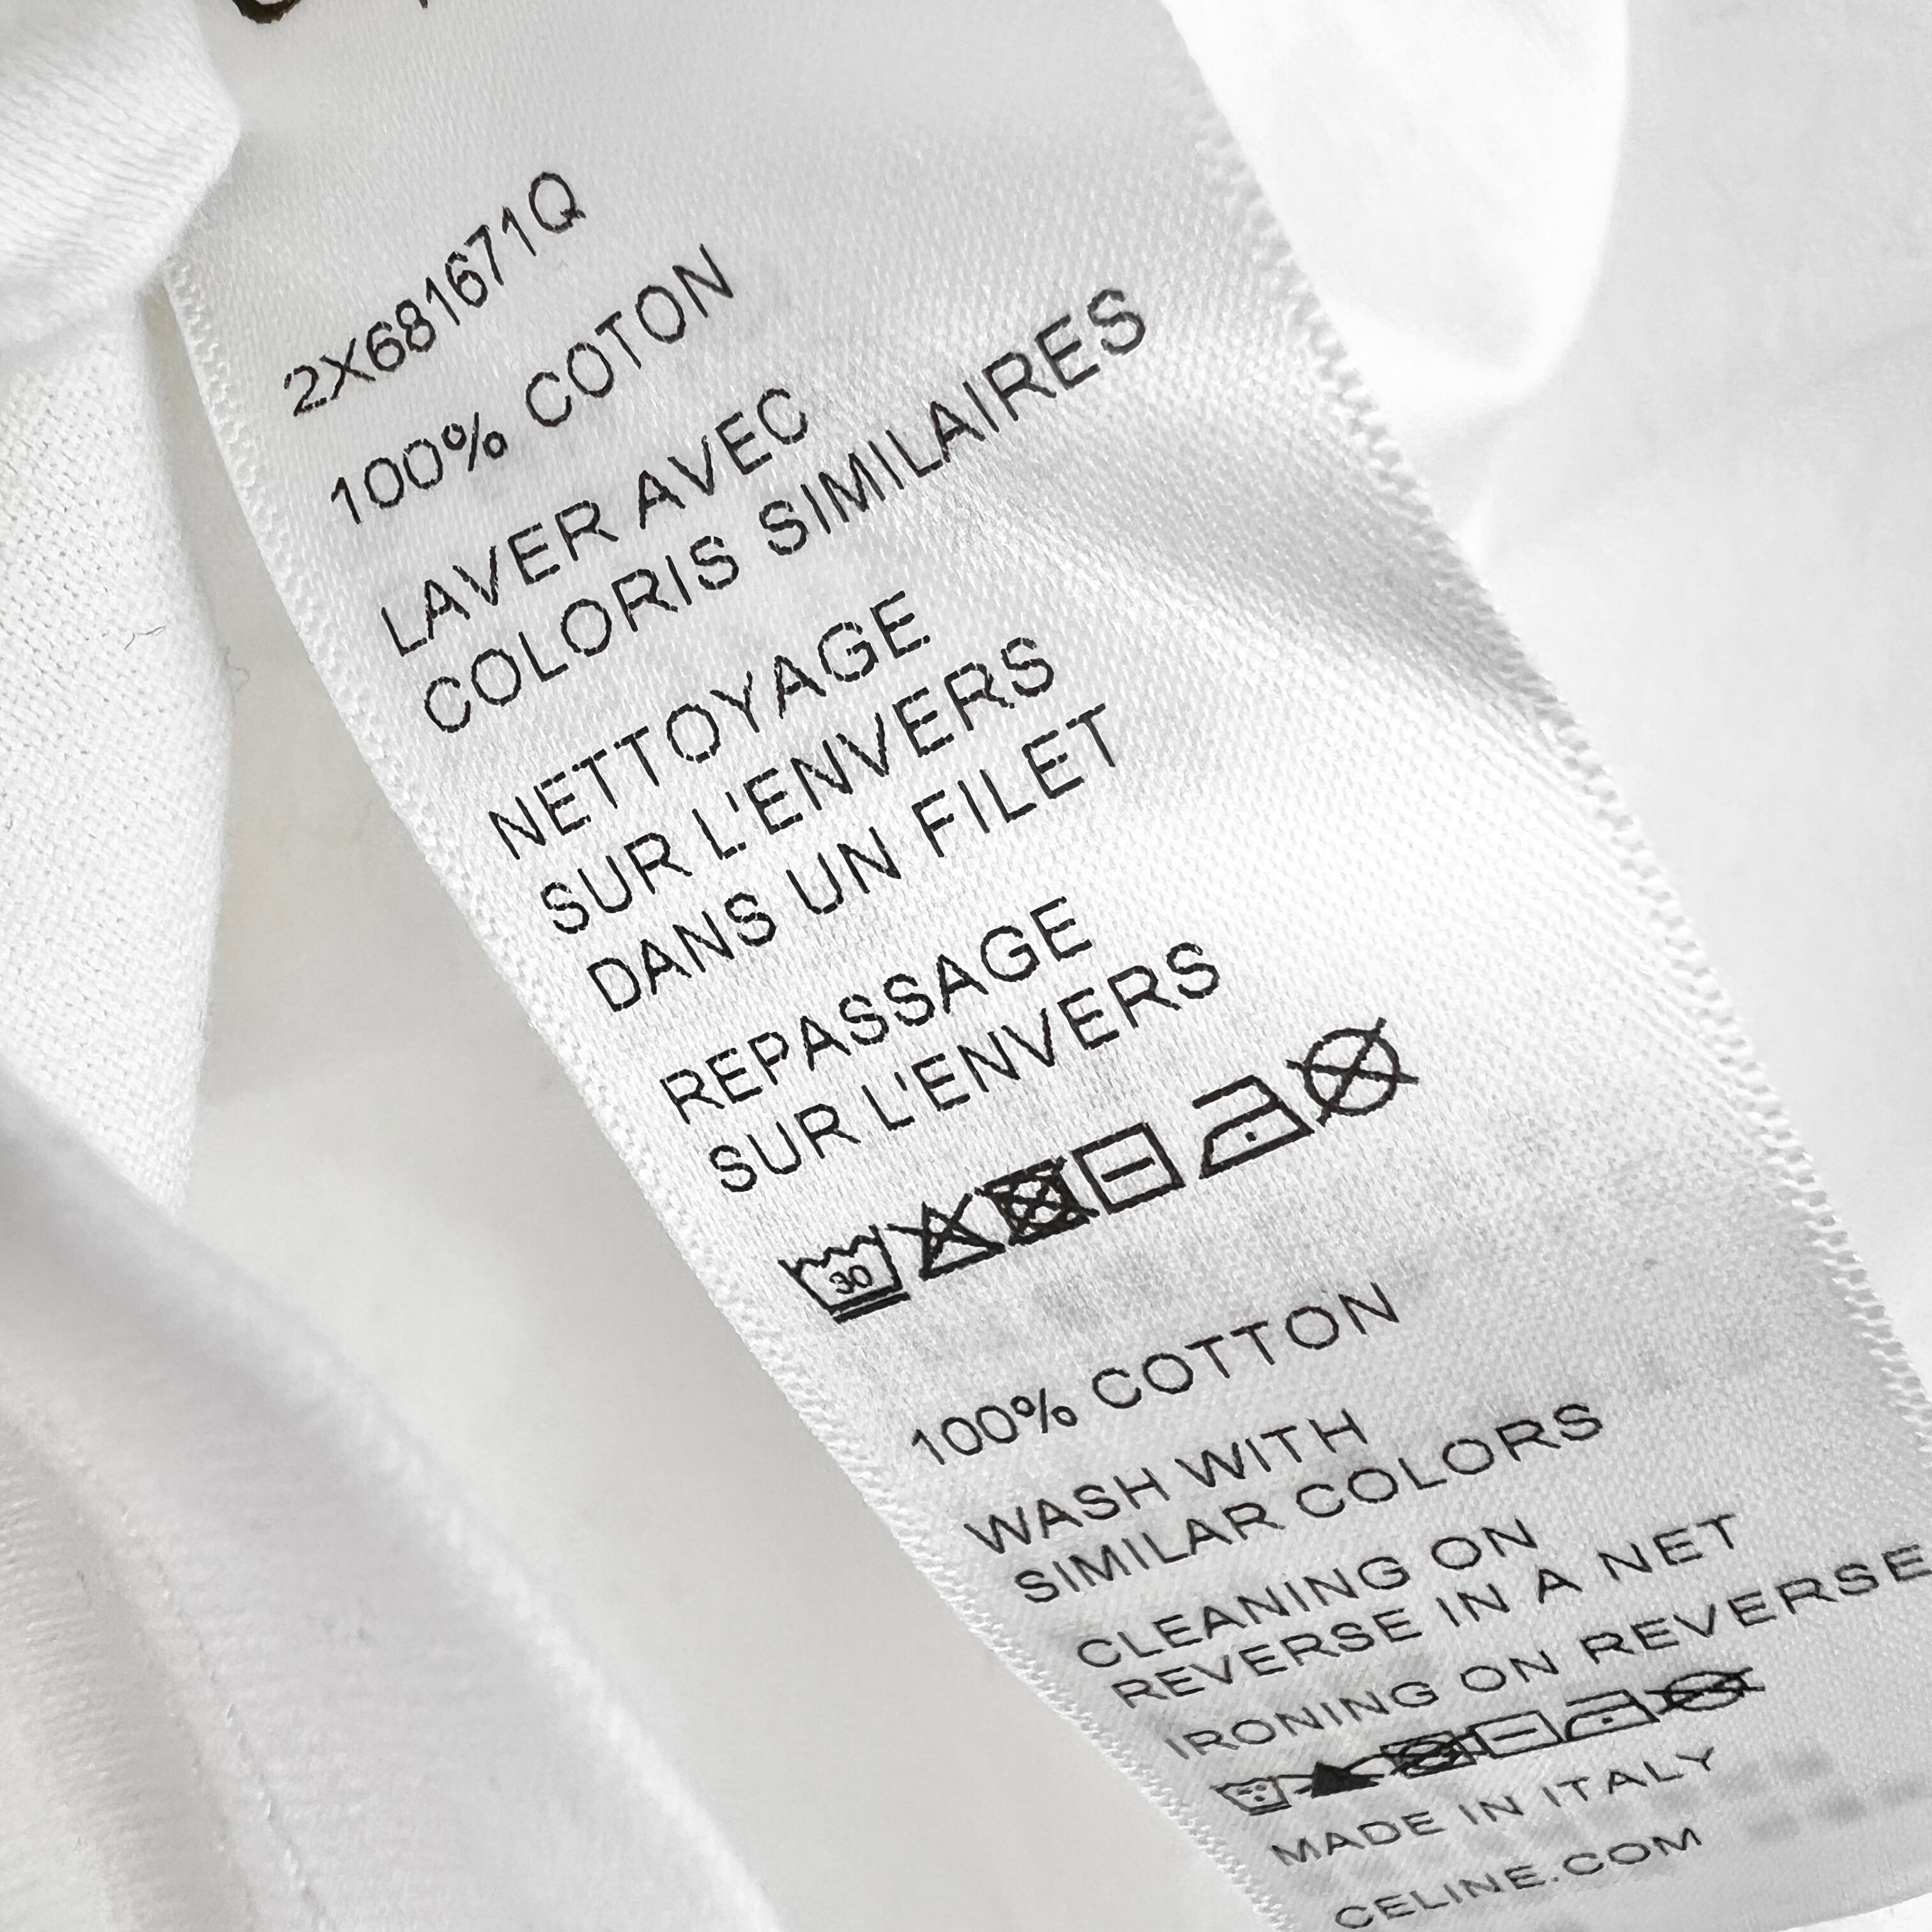 2X681671Q
100% COTON
LAVER AVEC
COLORIS SIMILAIRES
NETTOYAGE
SUR L'ENVERS
DANS UN FILET
REPASSAGE
SUR L'ENVERS
30
100% COTTON
WASH WITH
SIMILAR COLORS
CLEANING ON
REVERSE IN A NET
IRONING ON REVERSE
MADE IN ITALY
CELINE.COM